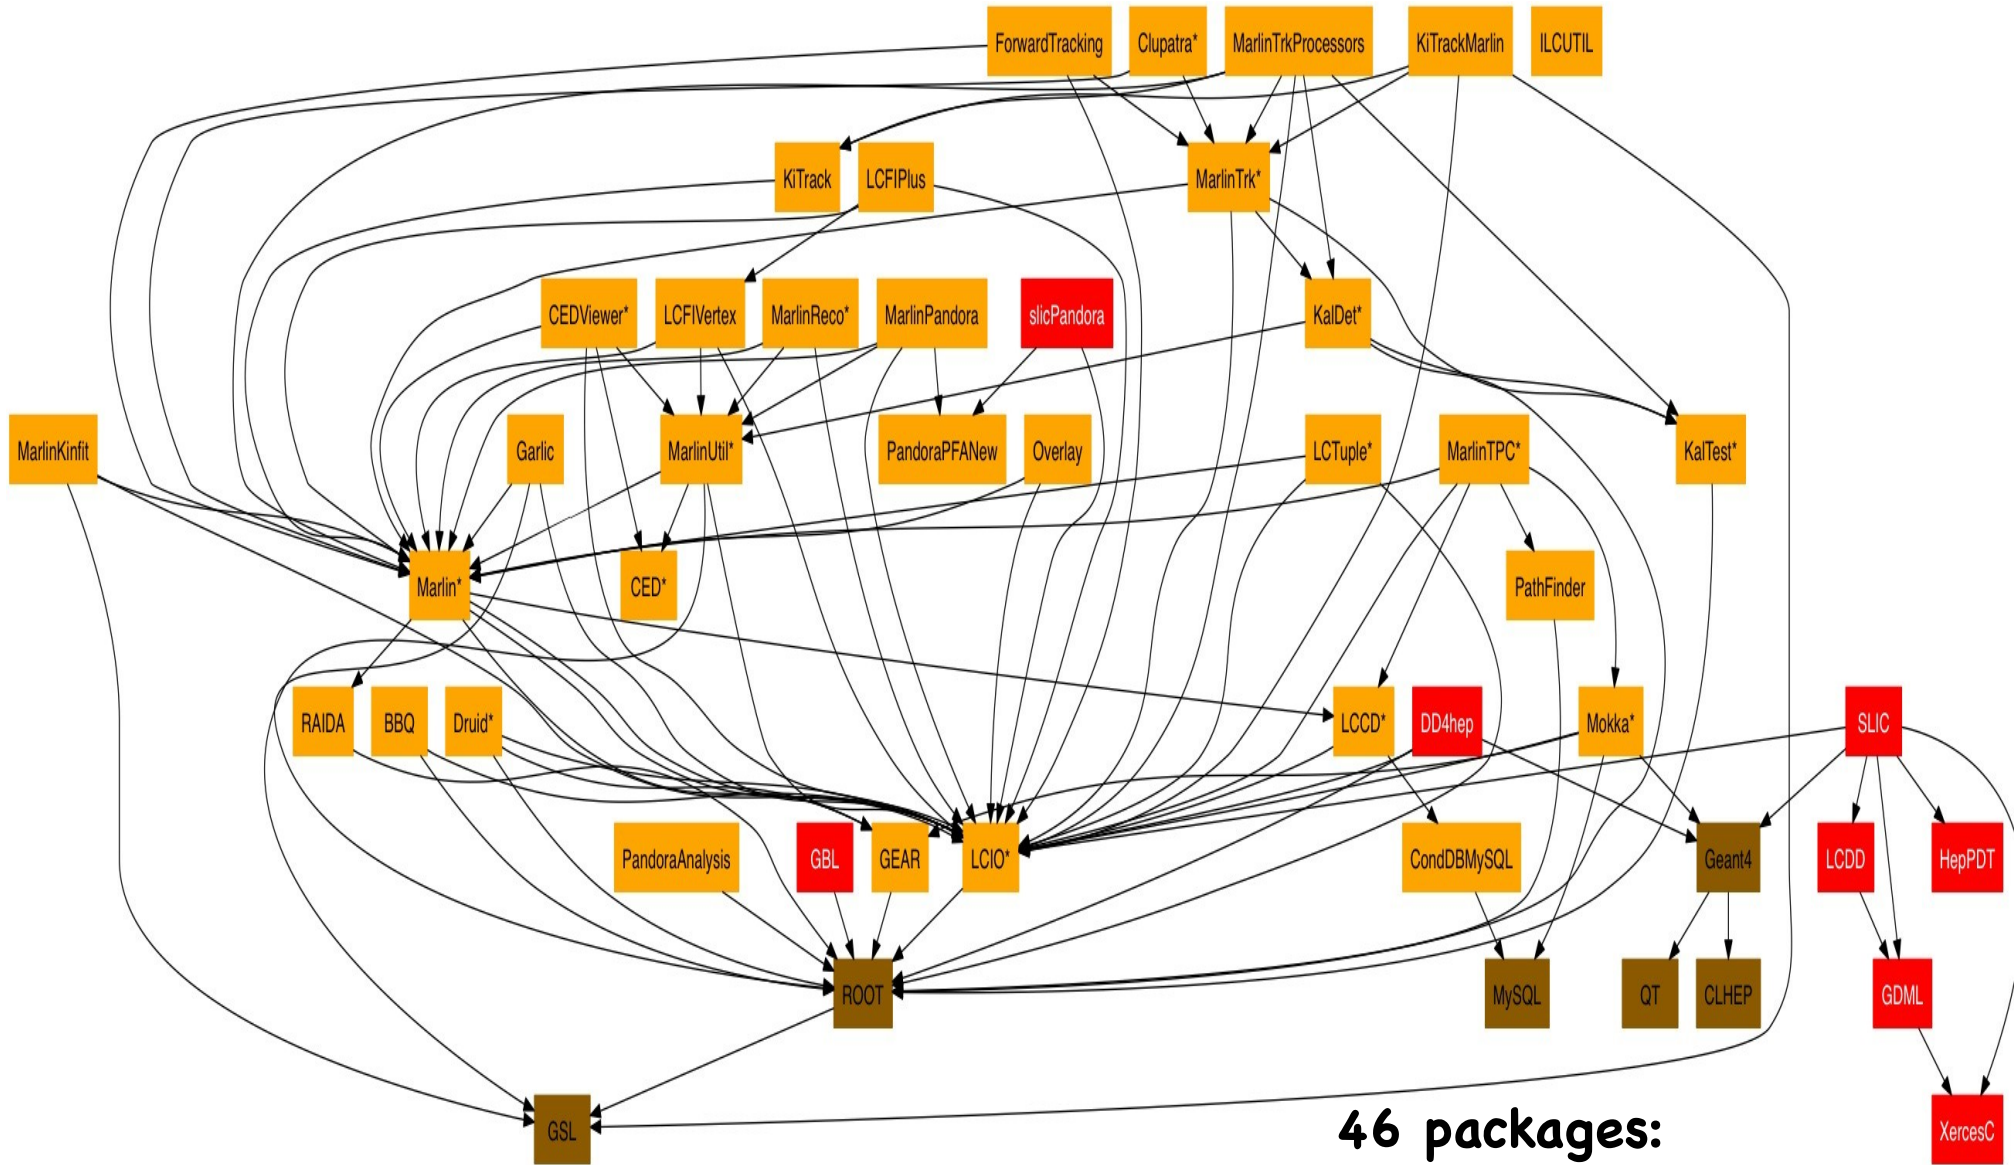 ForwardTracking
Clupatra*
MarlinTrkProcessors
KiTrackMarlin
ILCUTIL
KiTrack
LCFIPlus
MarlinTrk*
CEDViewer*
LCFIVertex
MarlinReco*
MarlinPandora
slicPandora
KalDet*
MarlinKinfit
Garlic
MarlinUtil*
PandoraPFANew
Overlay
LCTuple*
MarlinTPC*
KalTest*
Marlin*
CED*
PathFinder
RAIDA
BBQ
Druid*
LCCD*
DD4hep
Mokka*
SLIC
PandoraAnalysis
GBL
GEAR
LCIO*
CondDBMySQL
Geant4
LCDD
HepPDT
ROOT
MySQL
QT
CLHEP
GDML
GSL
46 packages:
XercesC